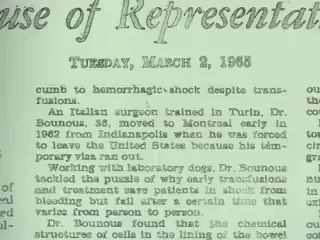 use of Representati
TUESDAY, MARCH 2, 1965
cumb to hemorrhagic shock despite trans-
fusions.
An Italian surgeon trained in Turin, Dr.
Bounous, 36, moved to Montreal early in
1962 from Indianapolis when he was forced
to leave the United States because his tem-
porary visa ran out.
Working with laboratory dogs, Dr. Bounous
tackled the puzzle of why early transfusions
and treatment save patients in shock from
bleeding but fail after a certain time that
varies from person to person.
Dr. Bounous found that the chemical
structures of cells in the lining of the bowel